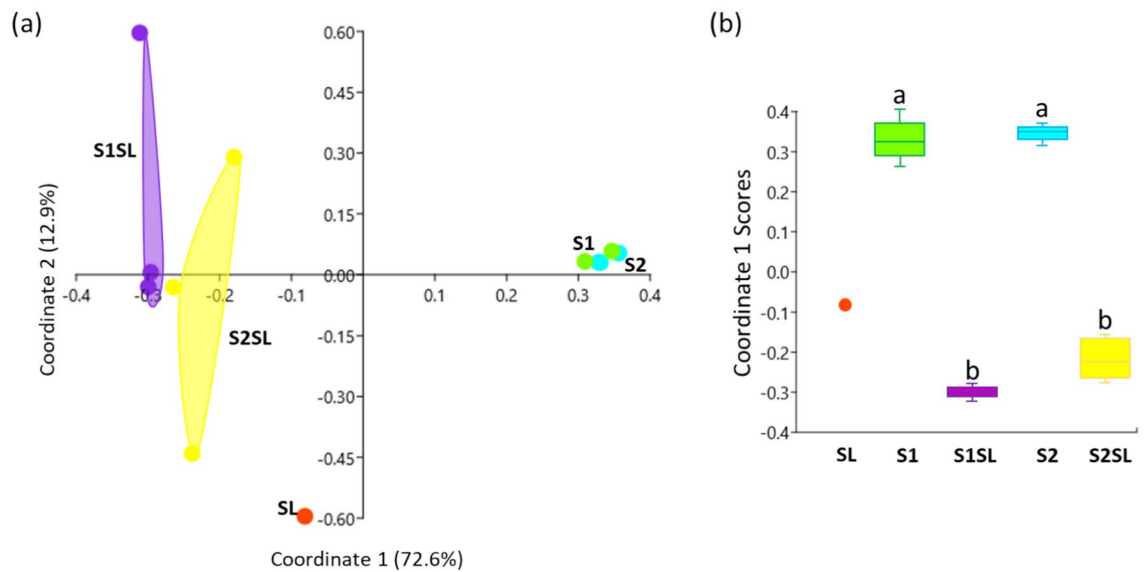 (a)
(b)
0.60
0.45
0.30
0.15
0.00
-0.15
-0.30
-0.45
-0.60
-0.4
-0.3
-0.2
-0.1
0.1
0.2
0.3
0.4
S1SL
S2SL
S1
S2
SL
Coordinate 2 (12.9%)
Coordinate 1 (72.6%)
Coordinate 1 Scores
0.4
0.3
0.2
0.1
0.0
-0.1
-0.2
-0.3
-0.4
a
b
a
b
SL
S1
S1SL
S2
S2SL